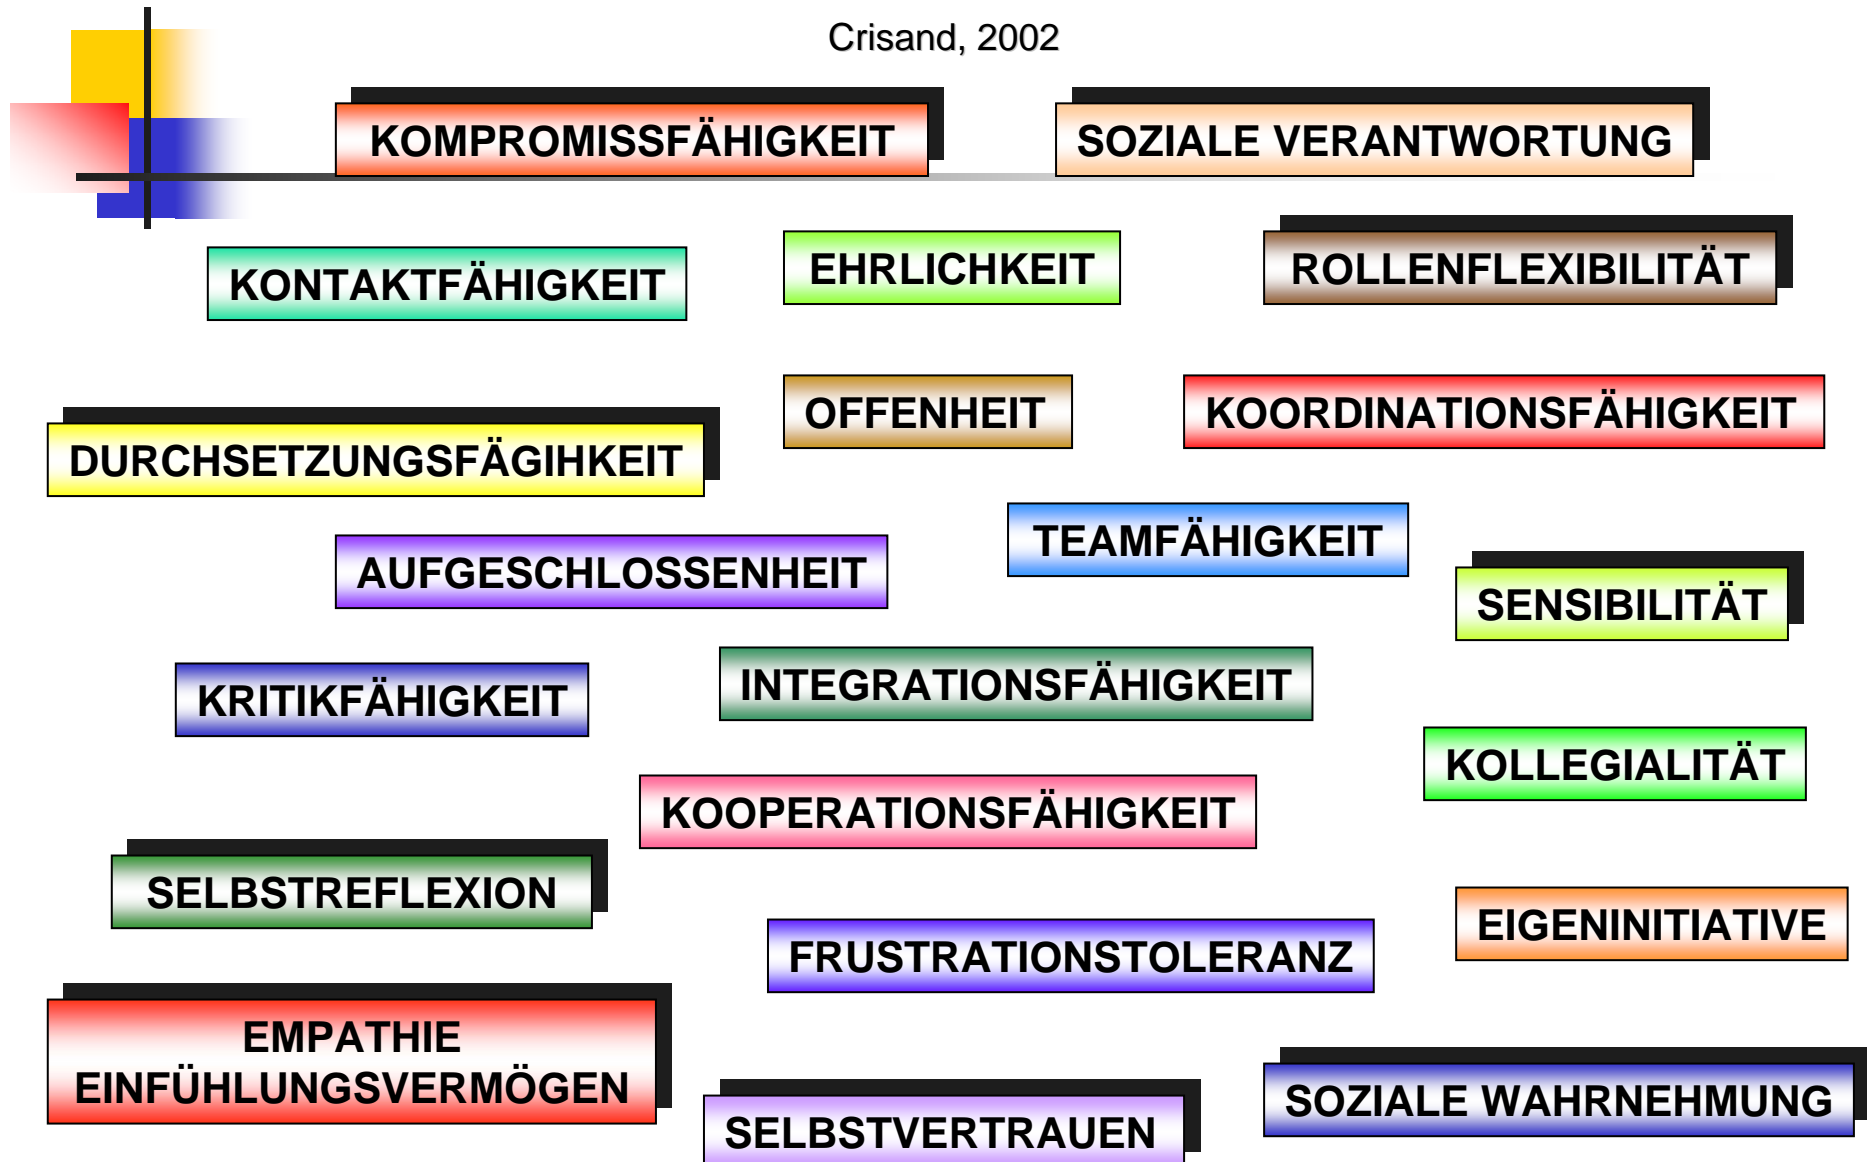 Crisand, 2002
KOMPROMISSFÄHIGKEIT
SOZIALE VERANTWORTUNG
KONTAKTFÄHIGKEIT
EHRLICHKEIT
ROLLENFLEXIBILITÄT
OFFENHEIT
KOORDINATIONSFÄHIGKEIT
DURCHSETZUNGSFÄGIHKEIT
TEAMFÄHIGKEIT
AUFGESCHLOSSENHEIT
SENSIBILITÄT
KRITIKFÄHIGKEIT
INTEGRATIONSFÄHIGKEIT
KOLLEGIALITÄT
KOOPERATIONSFÄHIGKEIT
SELBSTREFLEXION
EIGENINITIATIVE
FRUSTRATIONSTOLERANZ
EMPATHIE
EINFÜHLUNGSVERMÖGEN
SOZIALE WAHRNEHMUNG
SELBSTVERTRAUEN